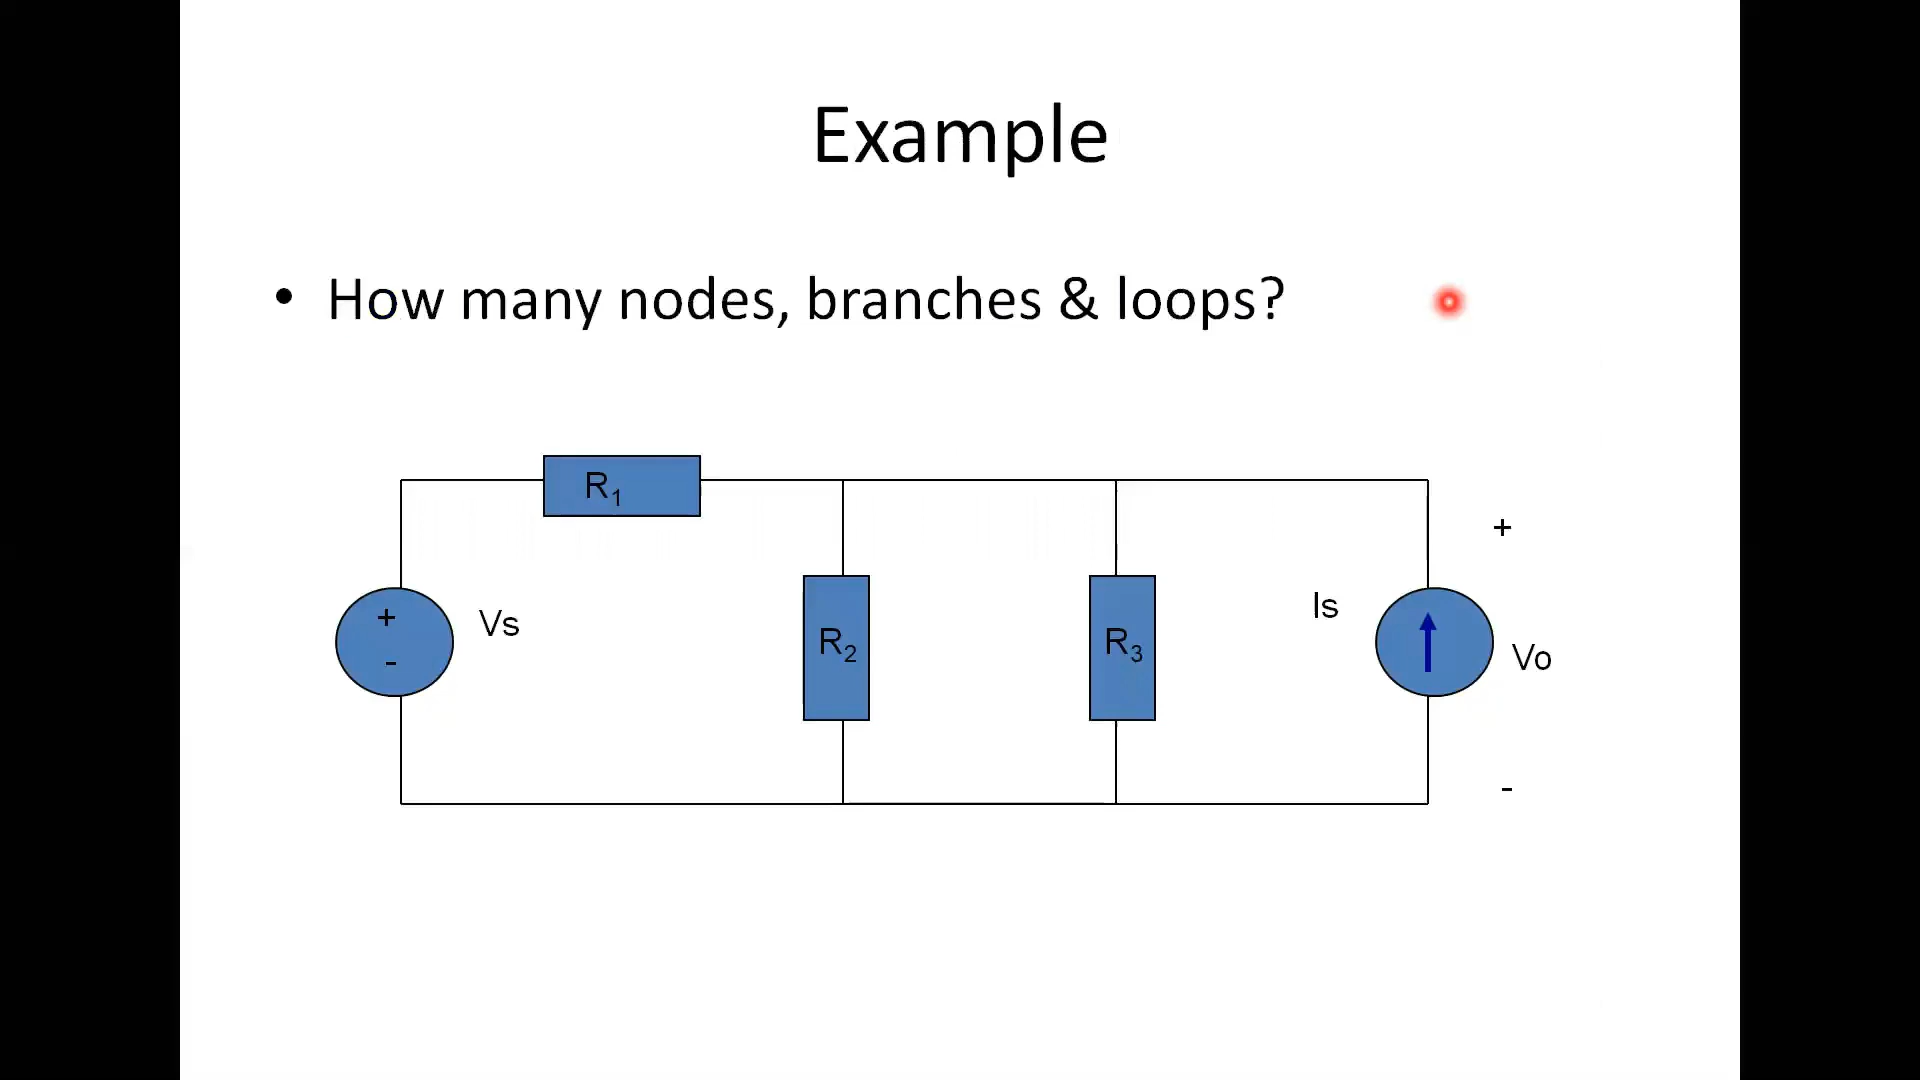 Example
• How many nodes, branches & loops?
R1
+
Is
+
-
Vs
R2
R3
Vo
-